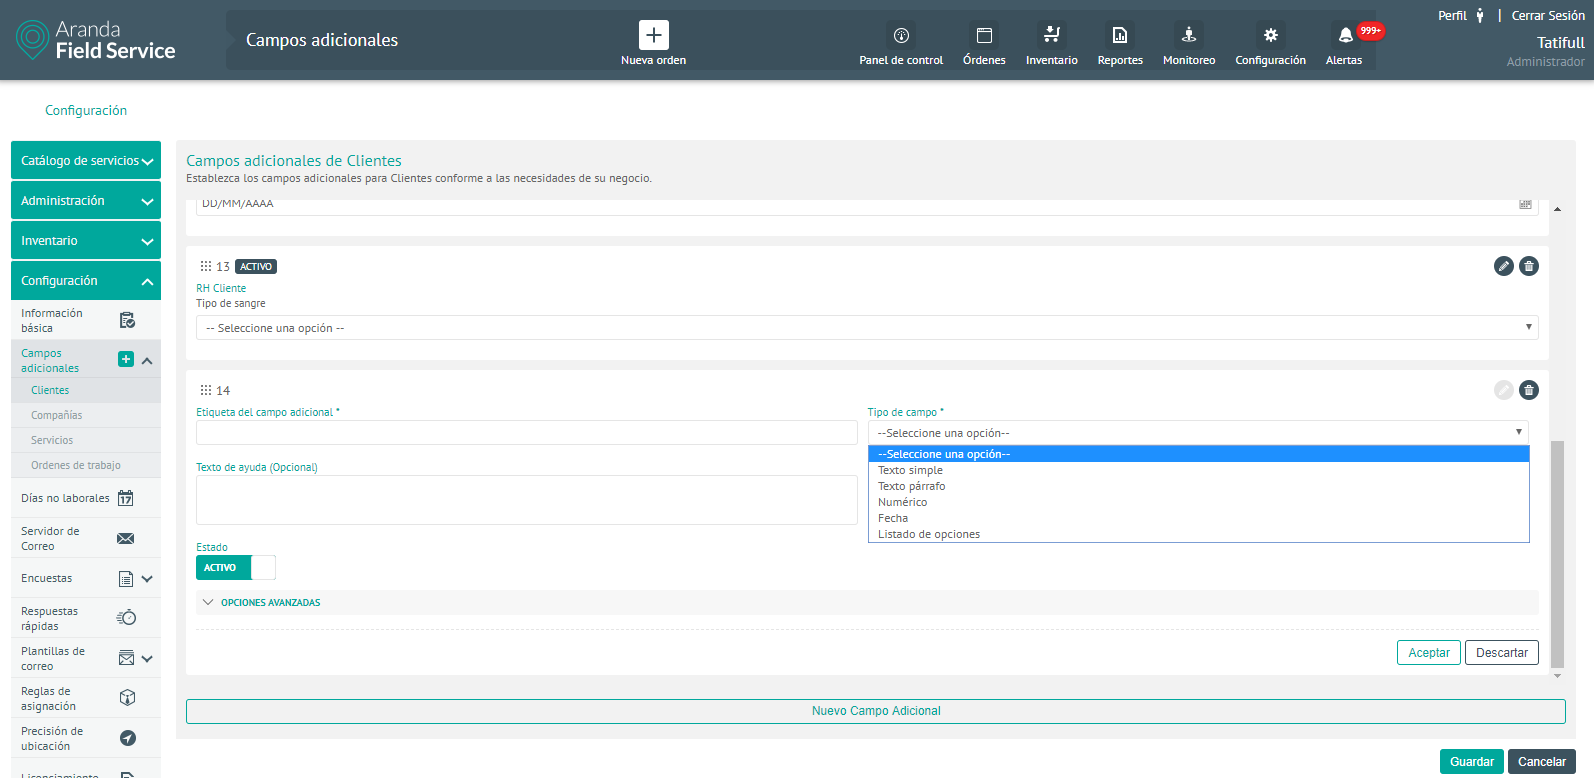 Perfil | Cerrar Sesión
Aranda
Field Service
Campos adicionales
Nueva orden
Panel de control
Órdenes
Inventario
Reportes
Monitoreo
Configuración
Alertas
999+
Tatifull
Administrador
Configuración
Catálogo de servicios
Administración
Inventario
Configuración
Información
básica
Campos
adicionales
Clientes
Compañías
Servicios
Ordenes de trabajo
Días no laborales
17
Servidor de
Correo
Encuestas
Respuestas
rápidas
Plantillas de
correo
Reglas de
asignación
Precisión de
ubicación
Licenciamiento
Campos adicionales de Clientes
Establezca los campos adicionales para Clientes conforme a las necesidades de su negocio.
DD/MM/AAAA
13 ACTIVO
RH Cliente
Tipo de sangre
-- Seleccione una opción --
14
Etiqueta del campo adicional *
Tipo de campo *
--Seleccione una opción--
--Seleccione una opción--
Texto simple
Texto párrafo
Numérico
Fecha
Listado de opciones
Texto de ayuda (Opcional)
Estado
ACTIVO
OPCIONES AVANZADAS
Aceptar
Descartar
Nuevo Campo Adicional
Guardar
Cancelar